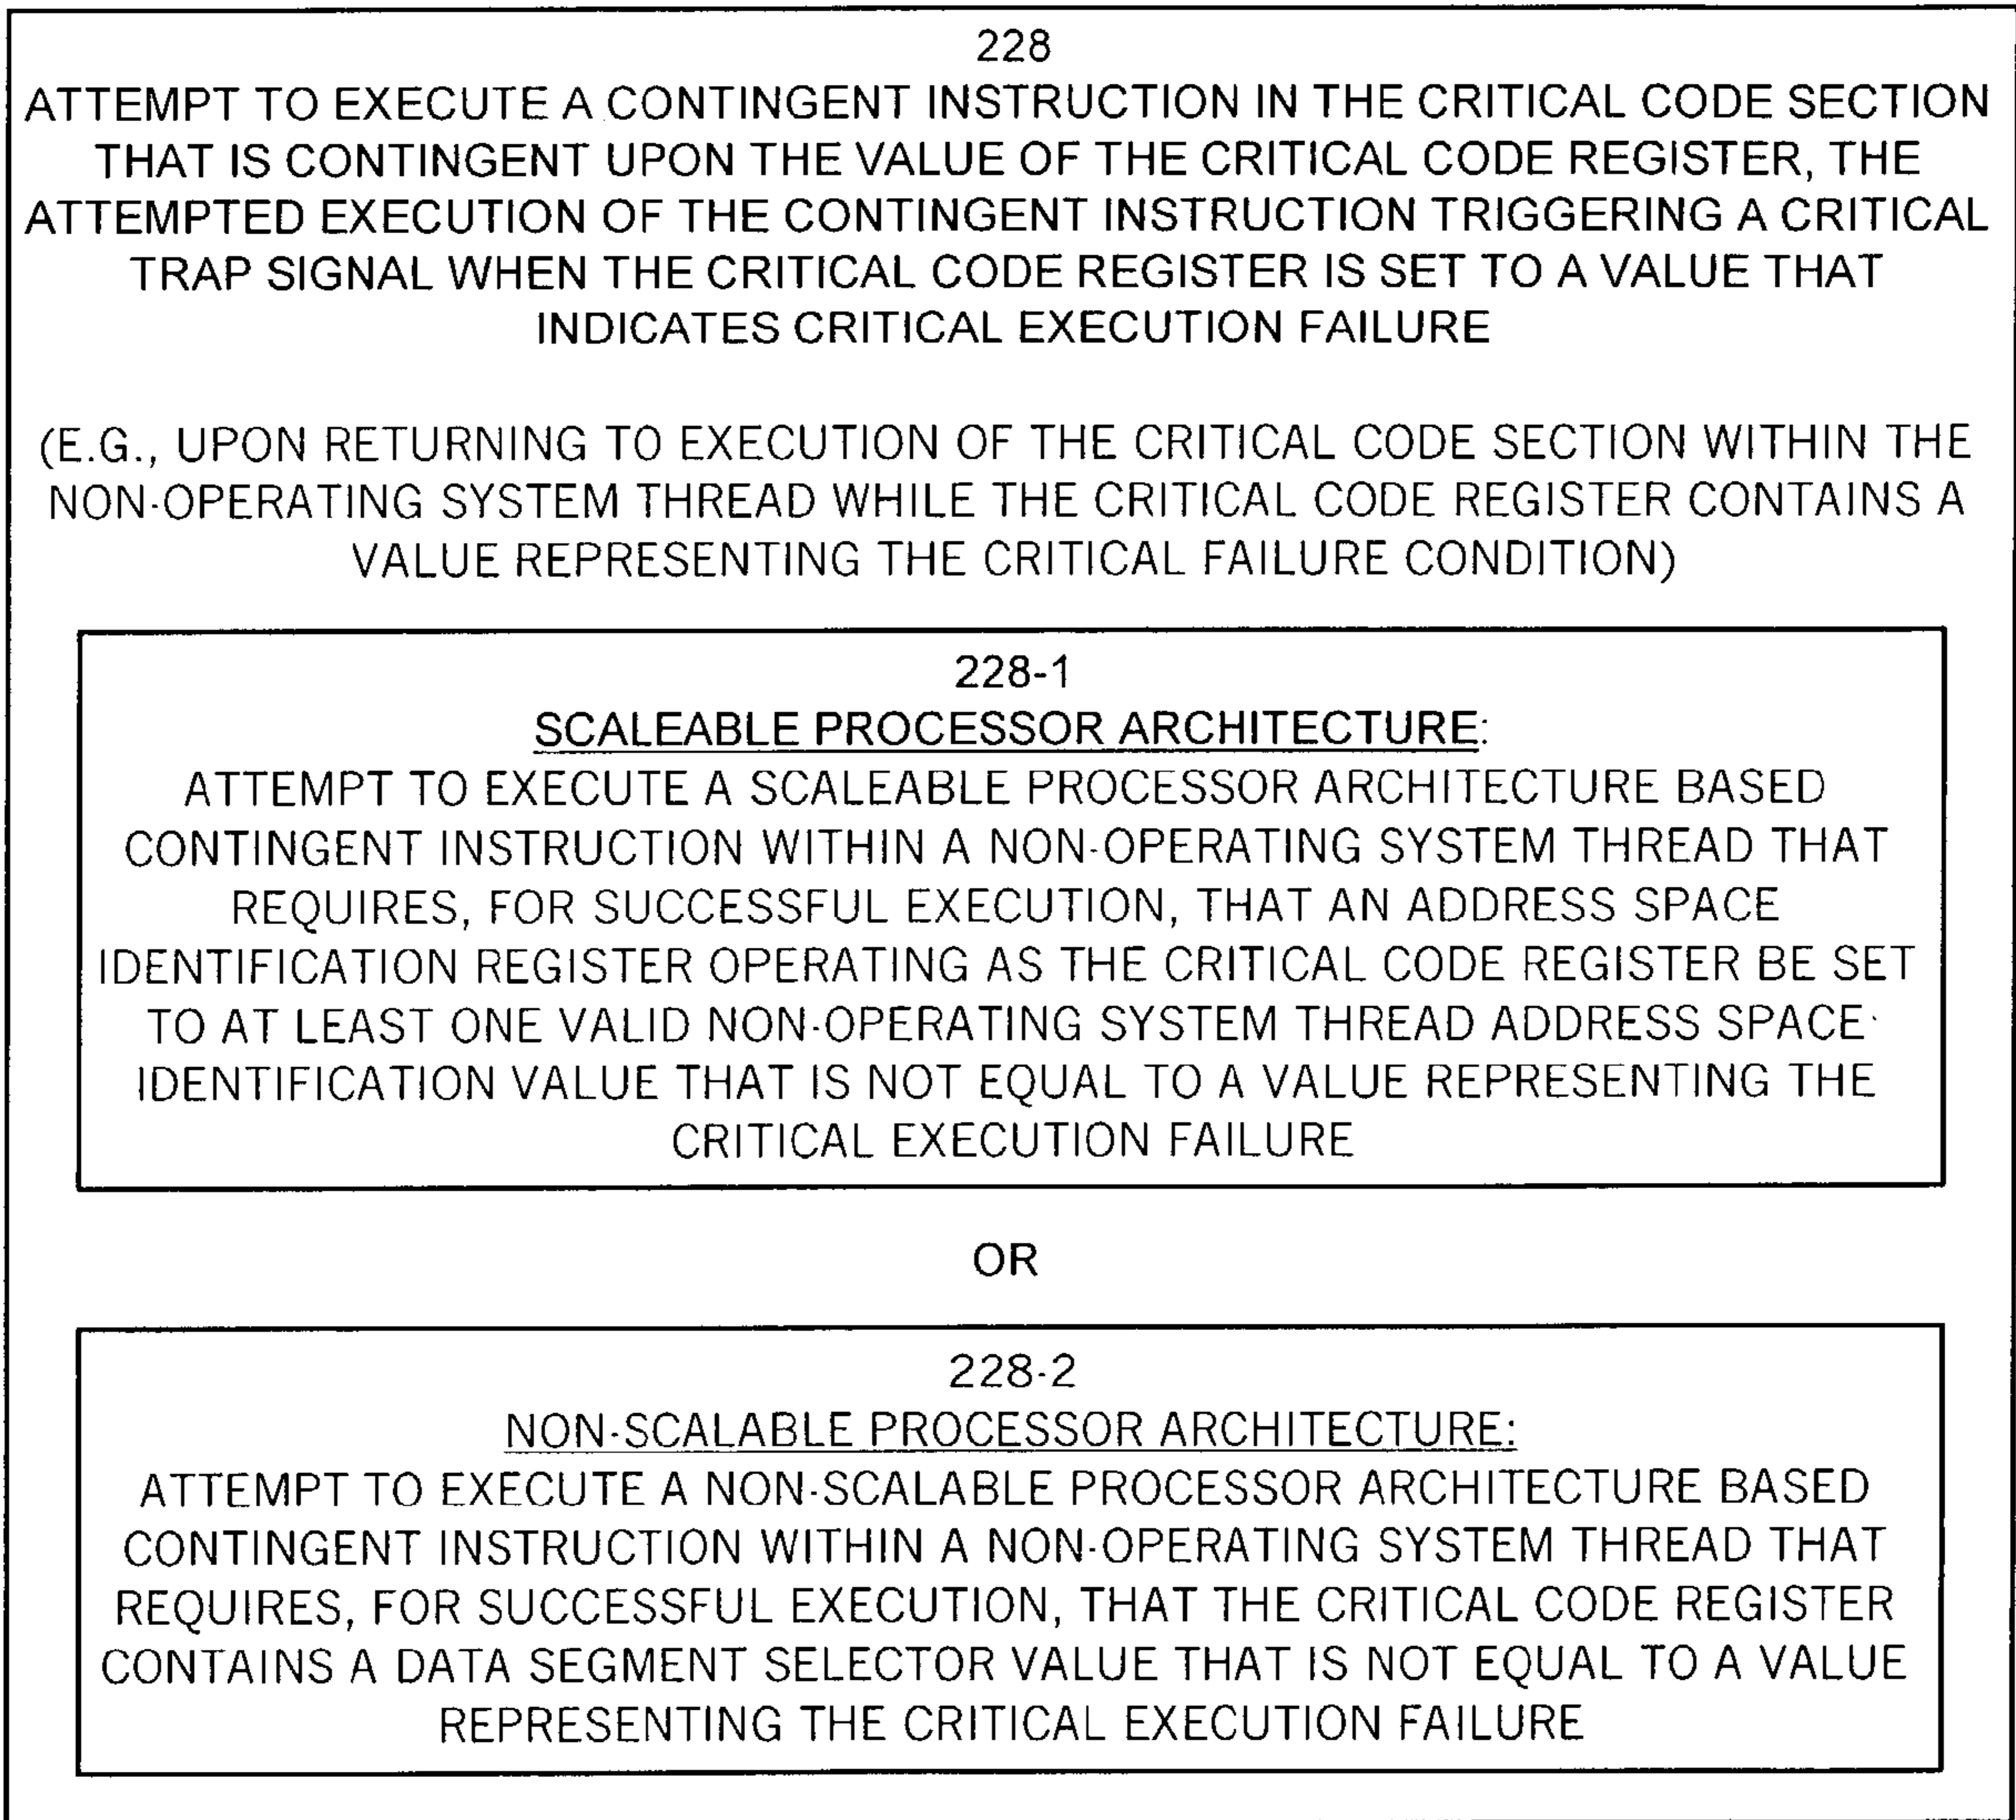 228
ATTEMPT TO EXECUTE A CONTINGENT INSTRUCTION IN THE CRITICAL CODE SECTION
THAT IS CONTINGENT UPON THE VALUE OF THE CRITICAL CODE REGISTER, THE
ATTEMPTED EXECUTION OF THE CONTINGENT INSTRUCTION TRIGGERING A CRITICAL
TRAP SIGNAL WHEN THE CRITICAL CODE REGISTER IS SET TO A VALUE THAT
INDICATES CRITICAL EXECUTION FAILURE
(E.G., UPON RETURNING TO EXECUTION OF THE CRITICAL CODE SECTION WITHIN THE
NON-OPERATING SYSTEM THREAD WHILE THE CRITICAL CODE REGISTER CONTAINS A
VALUE REPRESENTING THE CRITICAL FAILURE CONDITION)
228-1
SCALEABLE PROCESSOR ARCHITECTURE:
ATTEMPT TO EXECUTE A SCALEABLE PROCESSOR ARCHITECTURE BASED
CONTINGENT INSTRUCTION WITHIN A NON-OPERATING SYSTEM THREAD THAT
REQUIRES, FOR SUCCESSFUL EXECUTION, THAT AN ADDRESS SPACE
IDENTIFICATION REGISTER OPERATING AS THE CRITICAL CODE REGISTER BE SET
TO AT LEAST ONE VALID NON-OPERATING SYSTEM THREAD ADDRESS SPACE
IDENTIFICATION VALUE THAT IS NOT EQUAL TO A VALUE REPRESENTING THE
CRITICAL EXECUTION FAILURE
OR
228-2
NON-SCALABLE PROCESSOR ARCHITECTURE:
ATTEMPT TO EXECUTE A NON-SCALABLE PROCESSOR ARCHITECTURE BASED
CONTINGENT INSTRUCTION WITHIN A NON-OPERATING SYSTEM THREAD THAT
REQUIRES, FOR SUCCESSFUL EXECUTION, THAT THE CRITICAL CODE REGISTER
CONTAINS A DATA SEGMENT SELECTOR VALUE THAT IS NOT EQUAL TO A VALUE
REPRESENTING THE CRITICAL EXECUTION FAILURE